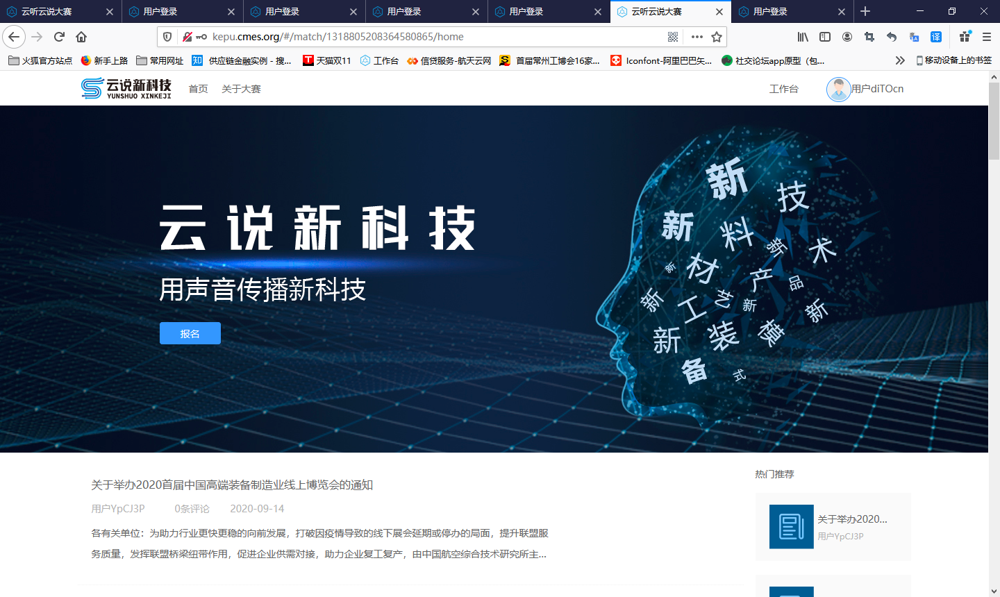 云听云说大赛
用户登录
用户登录
用户登录
用户登录
云听云说大赛
用户登录
kepu.cmes.org/#/match/1318805208364580865/home
火狐官方站点
新手上路
常用网址
知 供应链金融实例 - 搜...
T 天猫双11
工作台
信贷服务-航天云网
S 首届常州工博会16家...
Iconfont-阿里巴巴矢...
社交论坛app原型（包...
移动设备上的书签
译
云说新科技
YUNSHUO XINKEJI
首页
关于大赛
工作台
用户diTOcn
云说新科技
用声音传播新科技
报名
新
技
新
料
新
术
新
材
产
品
新
工
艺
新
新
新
装
模
备
式
关于举办2020首届中国高端装备制造业线上博览会的通知
用户YpCJ3P 0条评论 2020-09-14
各有关单位：为助力行业更快更稳的向前发展，打破因疫情导致的线下展会延期或停办的局面，提升联盟服
务质量，发挥联盟桥梁纽带作用，促进企业供需对接，助力企业复工复产，由中国航空综合技术研究所主...
热门推荐
关于举办2020...
用户YpCJ3P